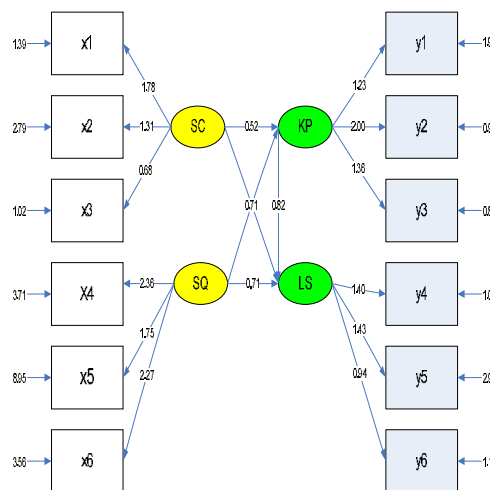 1.39 x1 y1
1.78 1.23
2.79 x2 1.31 SC 0.52 KP 2.00 y2
0.68 1.36
1.02 x3 0.71 0.82 y3
3.71 X4 2.36 SQ 0.71 LS 1.40 y4
1.75 1.43
8.95 x5 2.27 0.94 y5
3.56 x6 y6